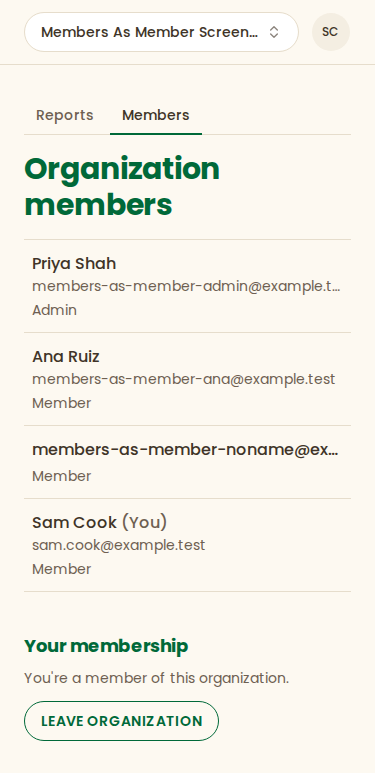 Members As Member Screen...
SC
Reports Members
Organization
members
Priya Shah
members-as-member-admin@example.t...
Admin
Ana Ruiz
members-as-member-ana@example.test
Member
members-as-member-noname@ex...
Member
Sam Cook (You)
sam.cook@example.test
Member
Your membership
You're a member of this organization.
LEAVE ORGANIZATION